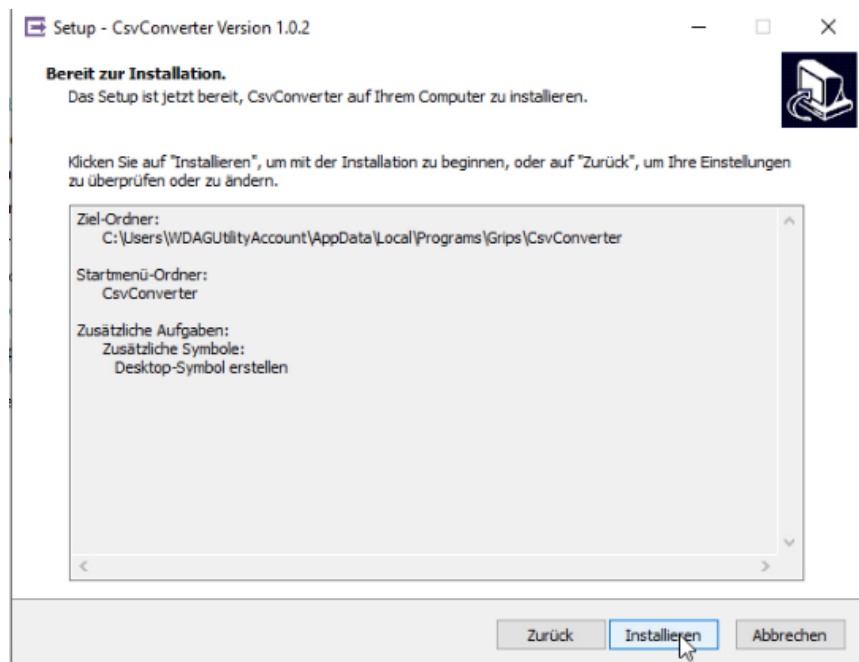 Setup - CsvConverter Version 1.0.2
Bereit zur Installation.
Das Setup ist jetzt bereit, CsvConverter auf Ihrem Computer zu installieren.
Klicken Sie auf "Installieren", um mit der Installation zu beginnen, oder auf "Zurück", um Ihre Einstellungen
zu überprüfen oder zu ändern.
Ziel-Ordner:
C:\Users\WDAGUtilityAccount\AppData\Local\Programs\Grips\CsvConverter
Startmenü-Ordner:
CsvConverter
Zusätzliche Aufgaben:
Zusätzliche Symbole:
Desktop-Symbol erstellen
Zurück
Installieren
Abbrechen